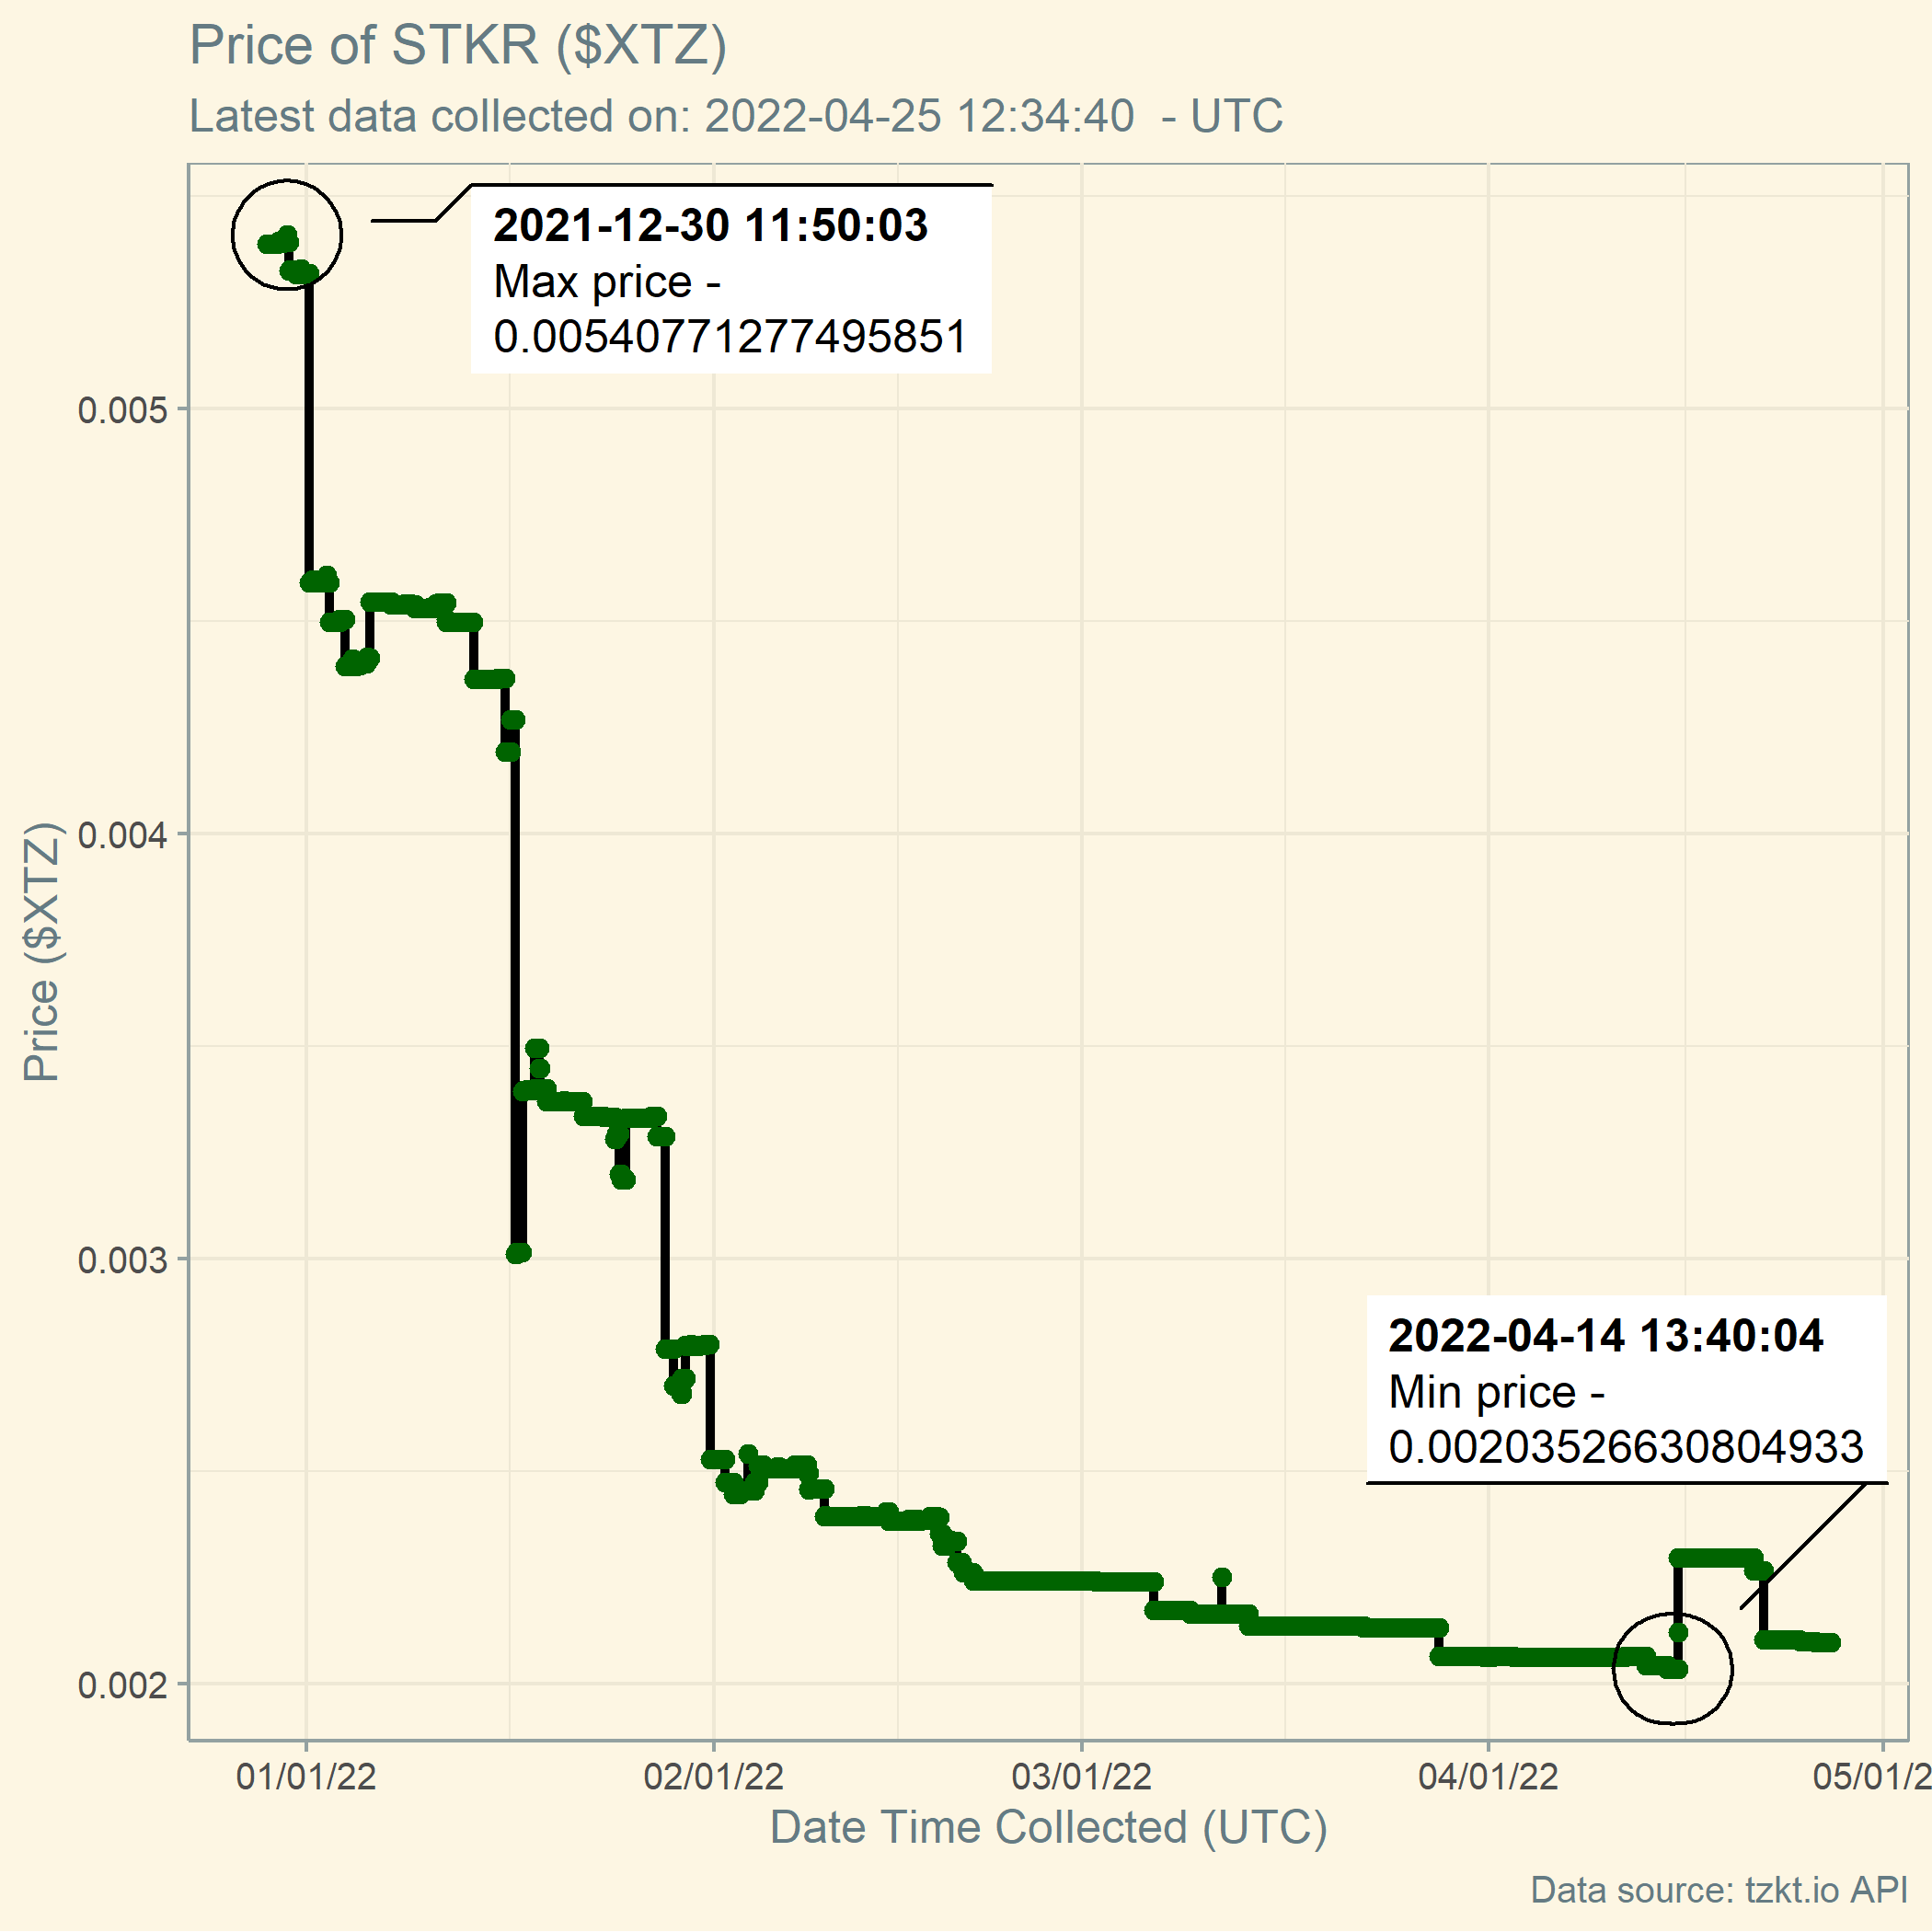 Price of STKR ($XTZ)
Latest data collected on: 2022-04-25 12:34:40  - UTC
2021-12-30 11:50:03
Max price -
0.00540771277495851
0.005
0.004
0.003
0.002
Price ($XTZ)
2022-04-14 13:40:04
Min price -
0.00203526630804933
01/01/22
02/01/22
03/01/22
04/01/22
05/01/2
Date Time Collected (UTC)
Data source: tzkt.io API